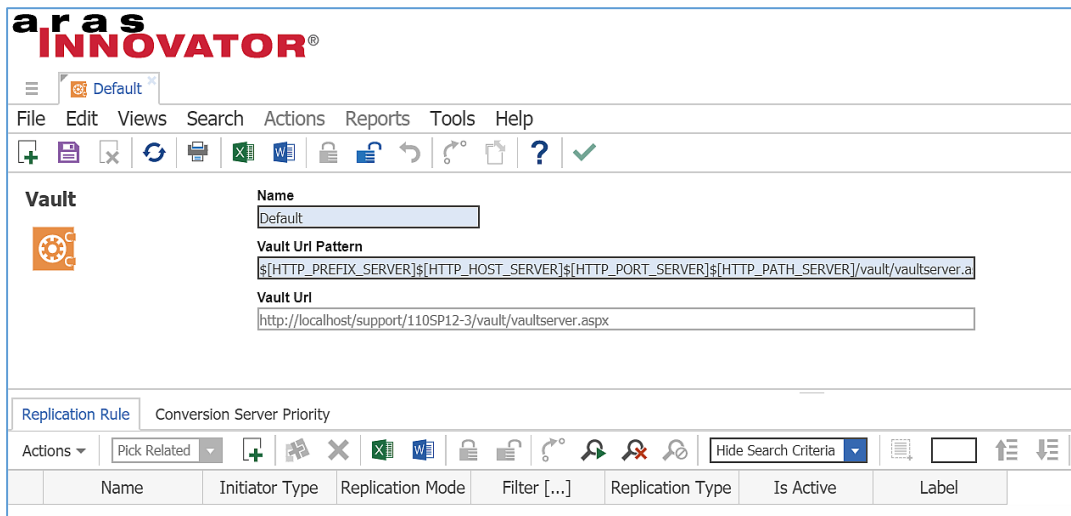 aras
INNOVATOR®
Default
File Edit Views Search Actions Reports Tools Help
Vault
Name
Default
Vault Url Pattern
$[HTTP_PREFIX_SERVER]$[HTTP_HOST_SERVER]$[HTTP_PORT_SERVER]$[HTTP_PATH_SERVER]/vault/vaultserver.a
Vault Url
http://localhost/support/110SP12-3/vault/vaultserver.aspx
Replication Rule Conversion Server Priority
Actions Pick Related Hide Search Criteria
Name Initiator Type Replication Mode Filter [...] Replication Type Is Active Label